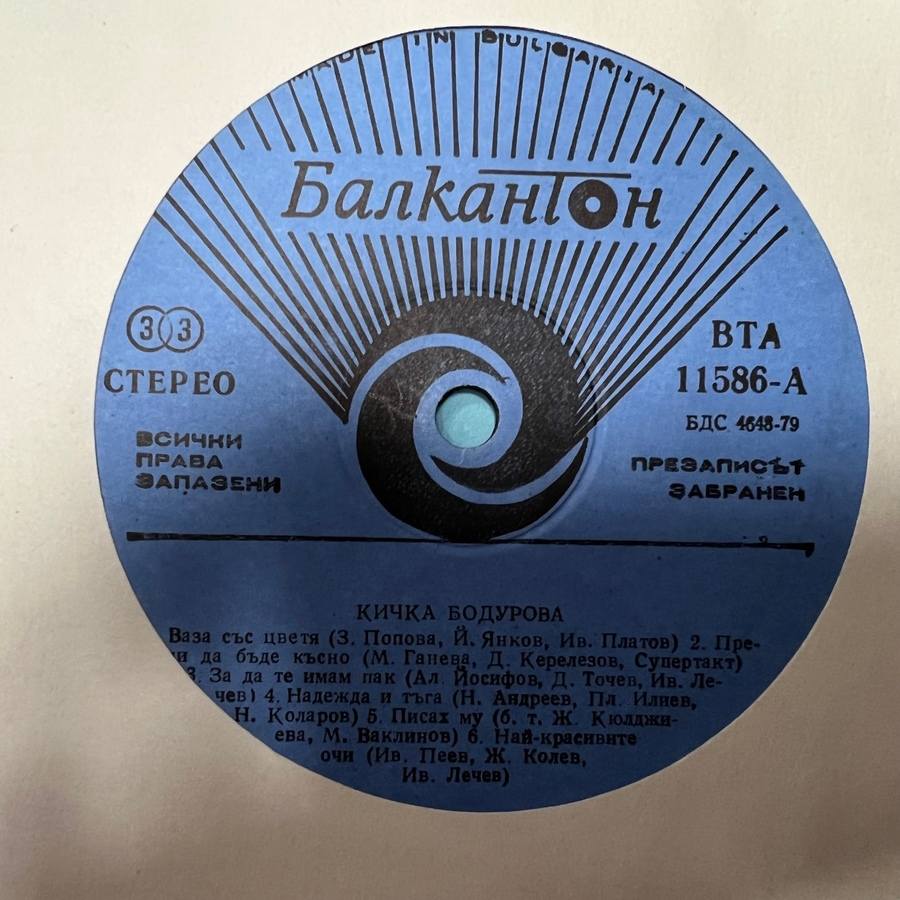 MADE IN BULGARIA
Балкантон
33
СТЕРЕО
ВСИЧКИ
ПРАВА
ЗАПАЗЕНИ
ВТА
11586-А
БДС 4648-79
ПРЕЗАПИСЪТ
ЗАБРАНЕН
КИЧКА БОДУРОВА
Ваза със цветя (З. Попова, Й. Янков, Ив. Платов) 2. Пре-
и да бъде късно (М. Ганева, Д. Керелезов, Супертакт)
3. За да те имам пак (Ал. Йосифов, Д. Точев, Ив. Ле-
чев) 4. Надежда и тъга (Н. Андреев, Пл. Илиев,
Н. Коларов) 5. Писах му (б. т. Ж. Кюлджи-
ева, М. Ваклинов) 6. Най-красивите
очи (Ив. Пеев, Ж. Колев,
Ив. Лечев)